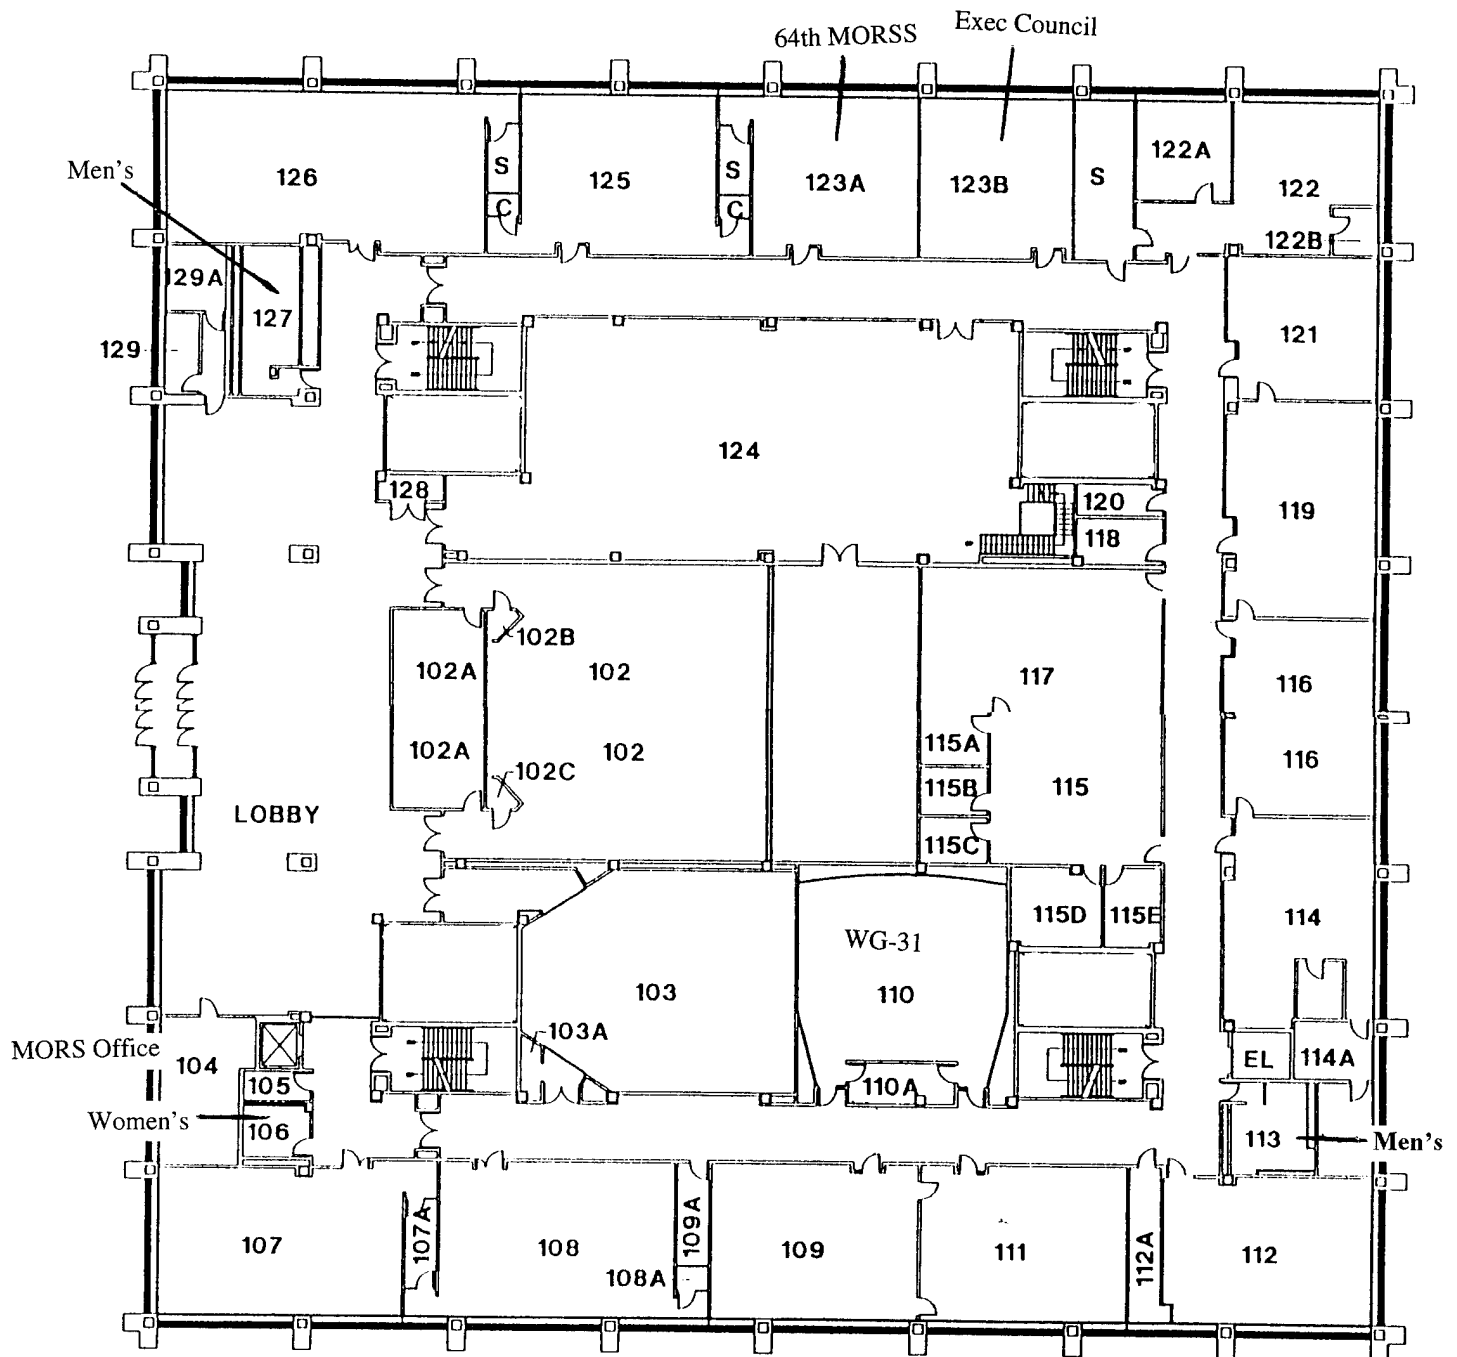 64th MORSS
Exec Council
Men's
126
S
C
125
S
C
123A
123B
S
122A
122
122B
129A
127
129
121
124
128
120
118
119
102B
102A
102
117
116
102A
102
102C
115A
115B
115
115C
116
LOBBY
115D
115E
114
WG-31
103
110
103A
MORS Office
104
105
EL
114A
110A
Women's
106
113
Men's
107
107A
108
108A
109A
109
111
112A
112